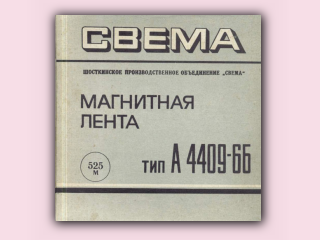 СВЕМА
ШОСТКИНСКОЕ ПРОИЗВОДСТВЕННОЕ ОБЪЕДИНЕНИЕ „СВЕМА"
МАГНИТНАЯ
ЛЕНТА
525
М
ТИП А 4409-6Б